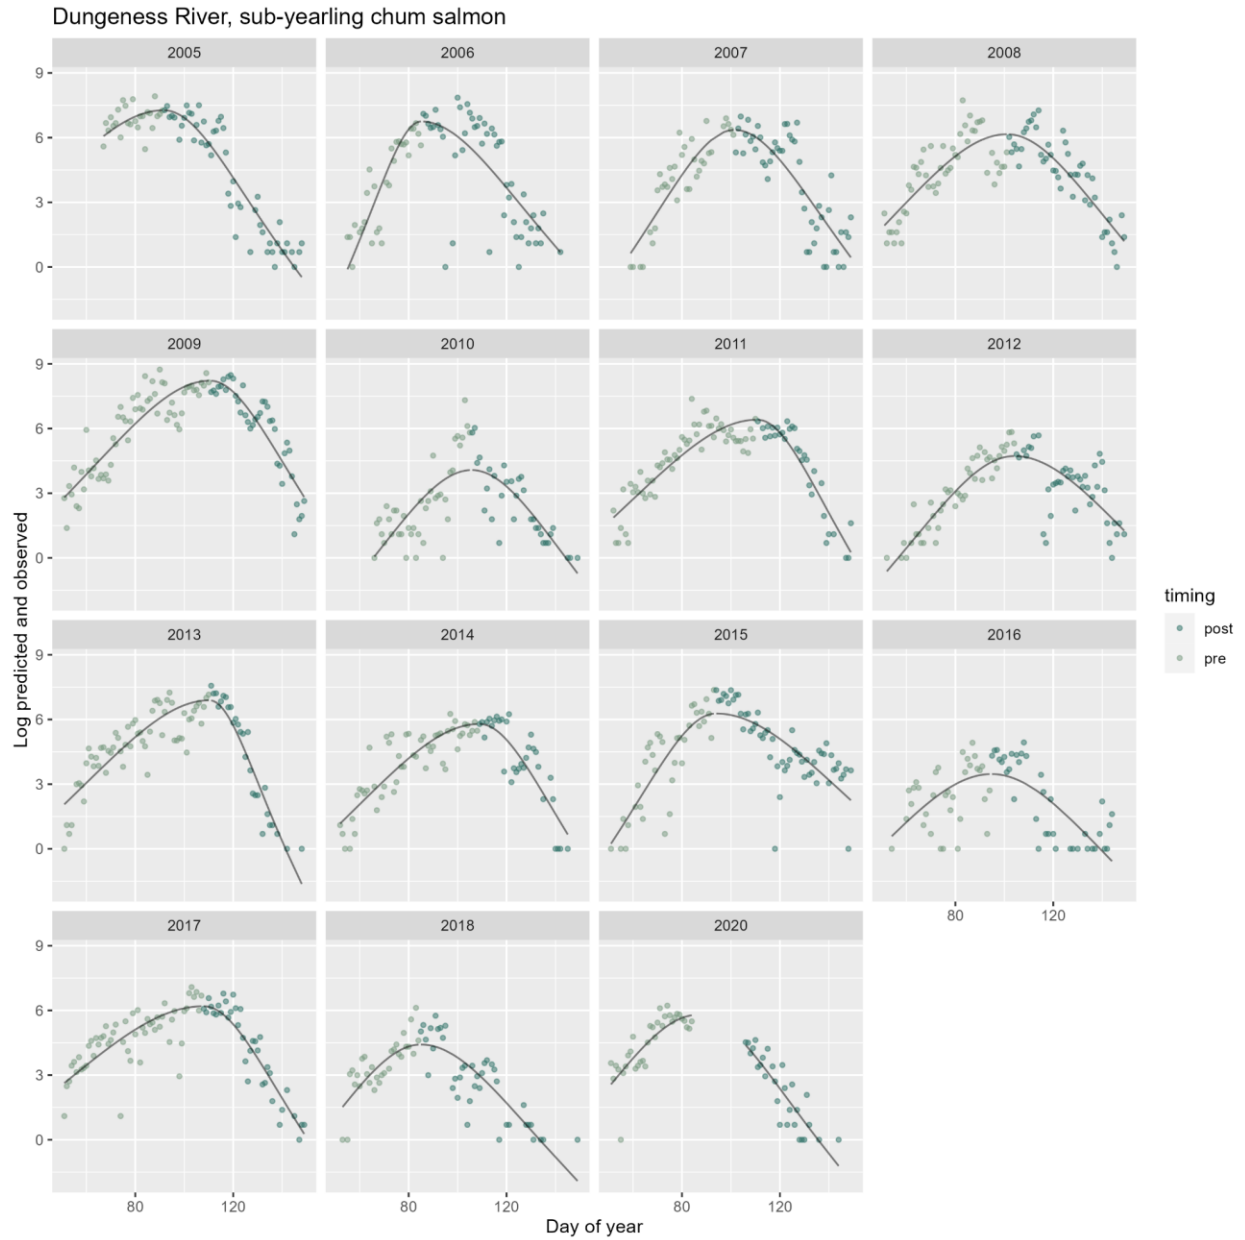 Dungeness River, sub-yearling chum salmon
2005 2006 2007 2008
9
6
3
0
2009 2010 2011 2012
9
6
3
0
2013 2014 2015 2016
9
6
3
0
80 120
2017 2018 2020
9
6
3
0
80 120 80 120 80 120
Day of year
Log predicted and observed
timing
post
pre